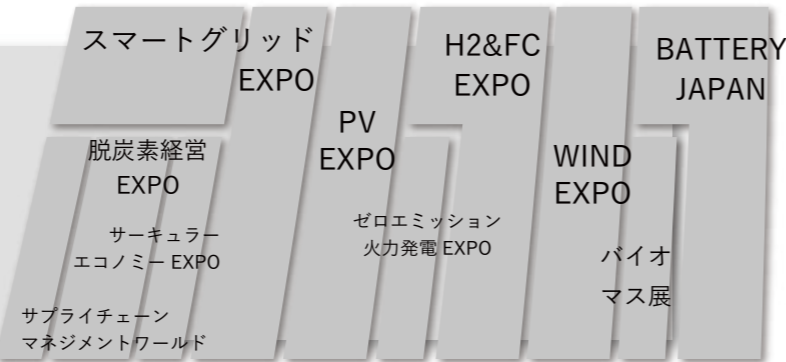 スマートグリッド
EXPO
脱炭素経営
EXPO
サーキュラー
エコノミー EXPO
サプライチェーン
マネジメントワールド
PV
EXPO
H2&FC
EXPO
ゼロエミッション
火力発電 EXPO
WIND
EXPO
バイオ
マス展
BATTERY
JAPAN